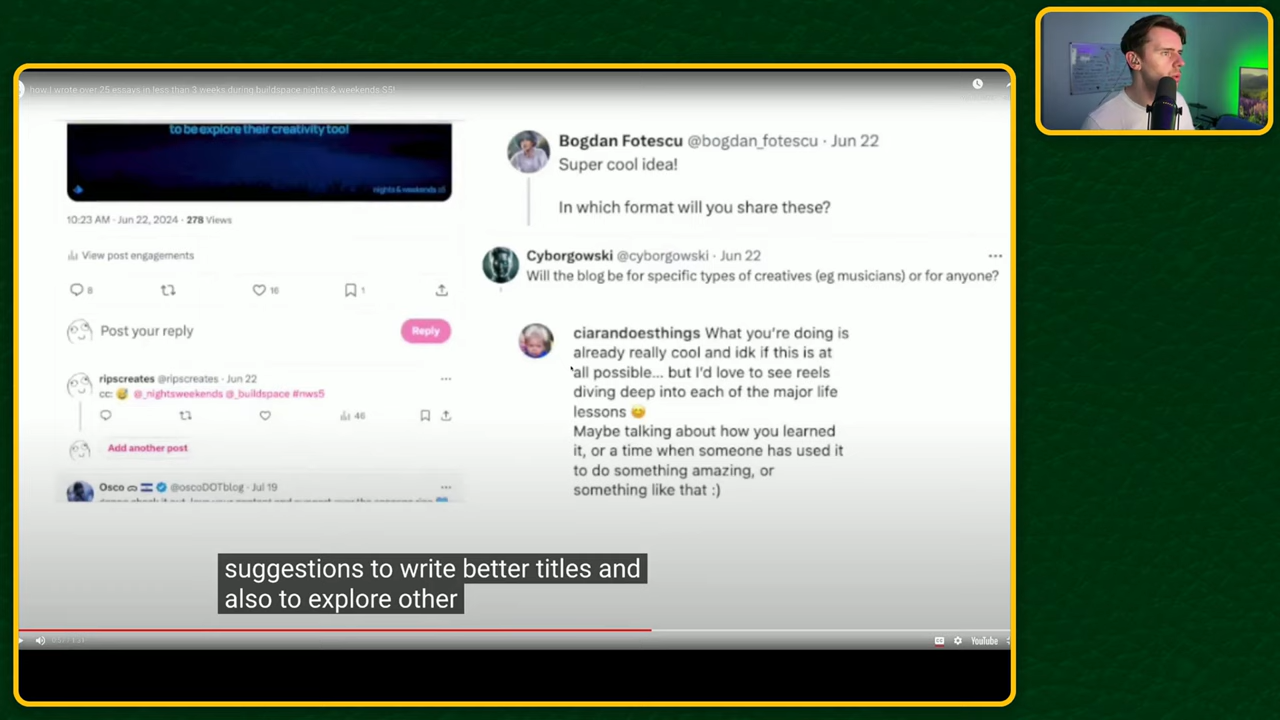 how I wrote over 25 essays in less than 3 weeks during buildspace nights & weekends S5!
to be explore their creativity too!
nights & weekends s5
10:23 AM · Jun 22, 2024 · 278 Views
View post engagements
8
16
1
Post your reply
Reply
ripscreates @ripscreates · Jun 22
cc: 😅 @_nightsweekends @_buildspace #nws5
46
Add another post
Osco @oscoDOTblog · Jul 19
Bogdan Fotescu @bogdan_fotescu · Jun 22
Super cool idea!
In which format will you share these?
Cyborgowski @cyborgowski · Jun 22
Will the blog be for specific types of creatives (eg musicians) or for anyone?
ciarandoesthings What you're doing is
already really cool and idk if this is at
all possible... but I'd love to see reels
diving deep into each of the major life
lessons 😊
Maybe talking about how you learned
it, or a time when someone has used it
to do something amazing, or
something like that :)
suggestions to write better titles and
also to explore other
YouTube